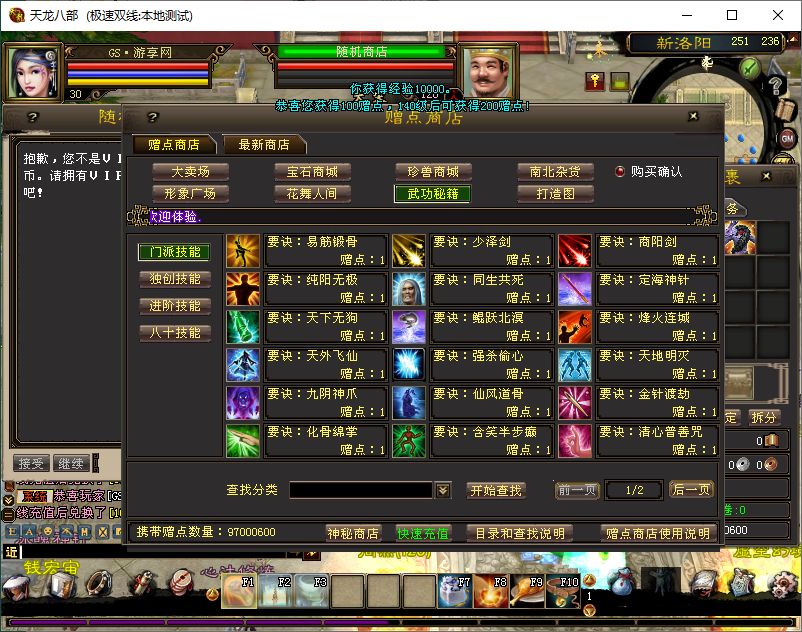 天龙八部 (极速双线:本地测试)
GS·游享网
随机商店
新洛阳 251 236
30
你获得经验10000。
恭喜您获得100赠点，140级后可获得200赠点！
赠点商店
GM
赠点商店 最新商店
大卖场 宝石商城 珍兽商城 南北杂货 购买确认
形象广场 花舞人间 武功秘籍 打造图
欢迎体验.
抱歉,您不是VI
币。请拥有VIP
吧!
门派技能
独创技能
进阶技能
八十技能
要诀：易筋锻骨 要诀：少泽剑 要诀：商阳剑
赠点：1 赠点：1 赠点：1
要诀：纯阳无极 要诀：同生共死 要诀：定海神针
赠点：1 赠点：1 赠点：1
要诀：天下无狗 要诀：鲲跃北溟 要诀：烽火连城
赠点：1 赠点：1 赠点：1
要诀：天外飞仙 要诀：强杀偷心 要诀：天地明灭
赠点：1 赠点：1 赠点：1
要诀：九阴神爪 要诀：仙风道骨 要诀：金针渡劫
赠点：1 赠点：1 赠点：1
要诀：化骨绵掌 要诀：含笑半步癫 要诀：清心普善咒
赠点：1 赠点：1 赠点：1
定 拆分
接受 继续
查找分类 开始查找 前一页 1/2 后一页
系统 恭喜玩家[GS
线充值后兑换了[10
携带赠点数量：97000600 神秘商店 快速充值 目录和查找说明 赠点商店使用说明
近
钱宏宙
F1 F2 F3 F7 F8 F9 F10
1